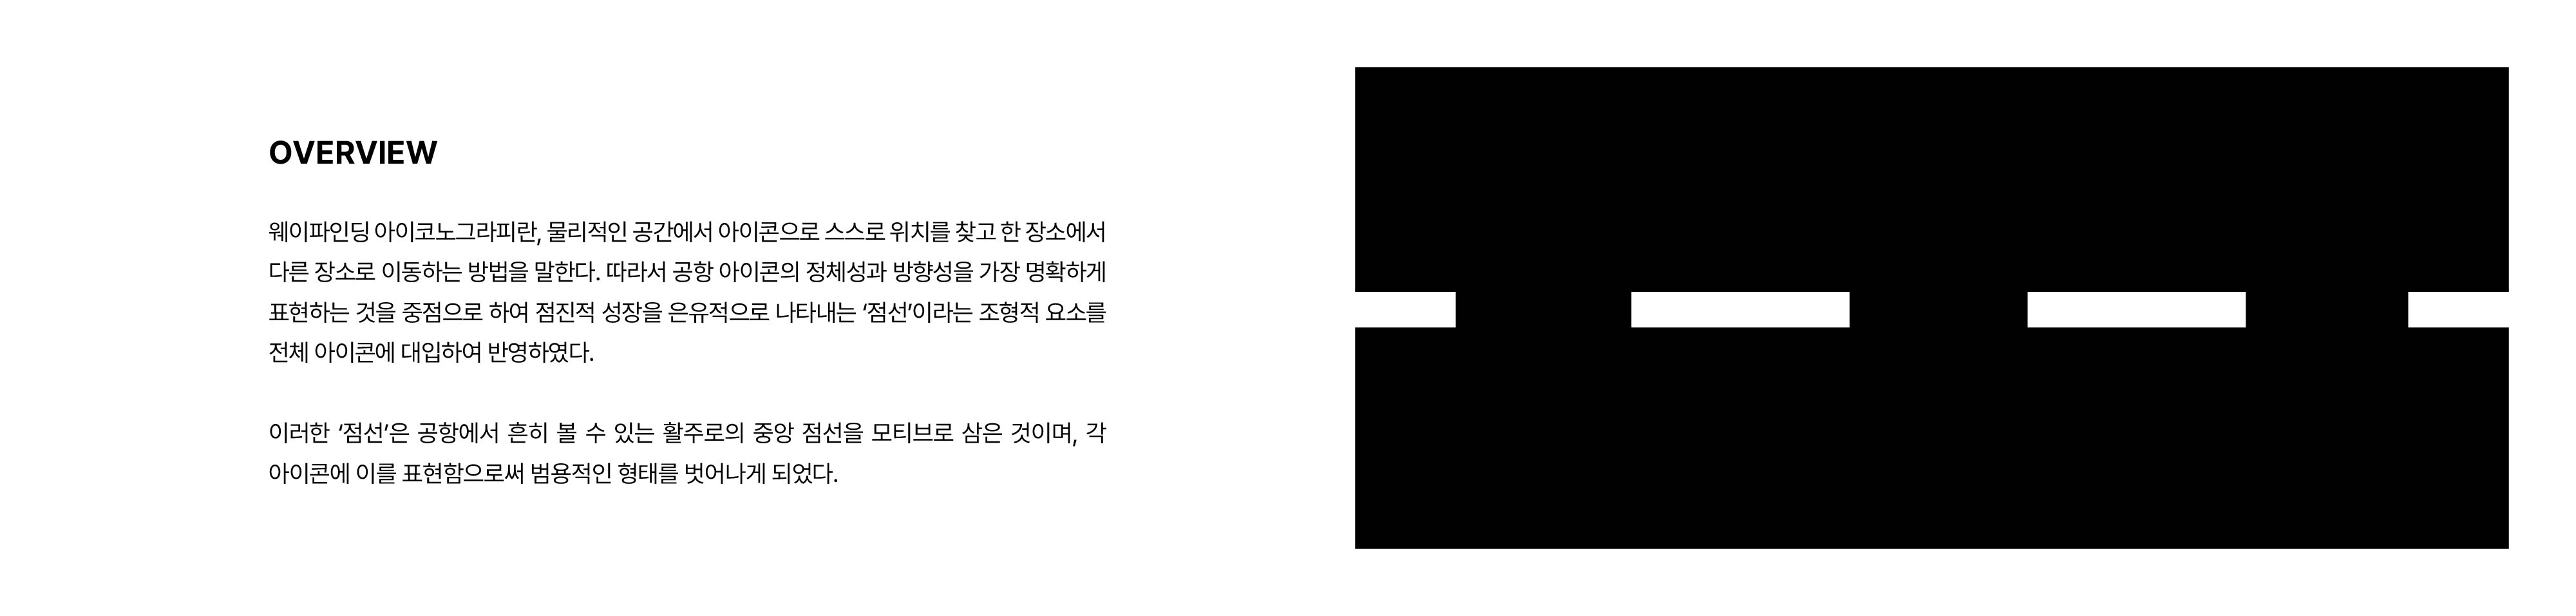 OVERVIEW
웨이파인딩 아이코노그라피란, 물리적인 공간에서 아이콘으로 스스로 위치를 찾고 한 장소에서
다른 장소로 이동하는 방법을 말한다. 따라서 공항 아이콘의 정체성과 방향성을 가장 명확하게
표현하는 것을 중점으로 하여 점진적 성장을 은유적으로 나타내는 ‘점선’이라는 조형적 요소를
전체 아이콘에 대입하여 반영하였다.
이러한 ‘점선’은 공항에서 흔히 볼 수 있는 활주로의 중앙 점선을 모티브로 삼은 것이며, 각
아이콘에 이를 표현함으로써 범용적인 형태를 벗어나게 되었다.